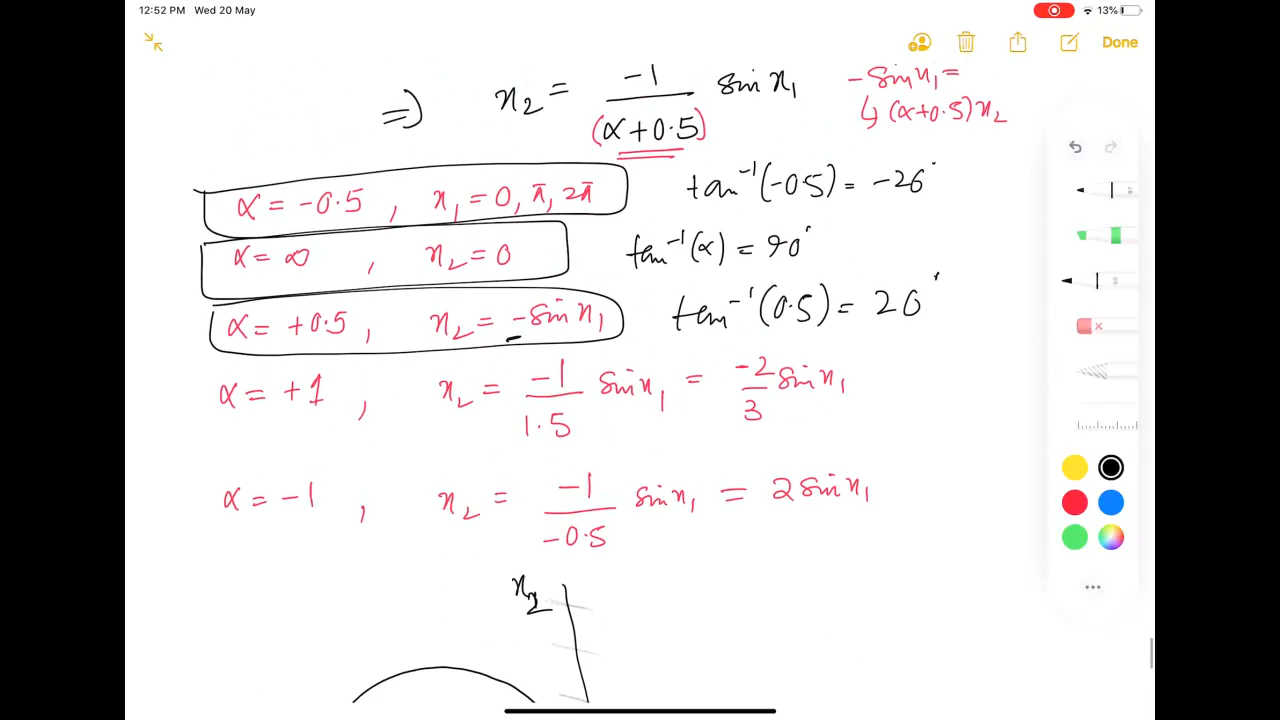 12:52 PM Wed 20 May 13%
Done
=> x₂ = -1/(α+0.5) sin x₁
-sin x₁ =
↳ (α+0.5) x₂
α = -0.5 , x₁ = 0, π, 2π tan⁻¹(-0.5) = -26°
α = ∞ , x₂ = 0 tan⁻¹(α) = 90°
α = +0.5 , x₂ = -sin x₁ tan⁻¹(0.5) = 26°
α = +1 , x₂ = -1/1.5 sin x₁ = -2/3 sin x₁
α = -1 , x₂ = -1/-0.5 sin x₁ = 2 sin x₁
x₂